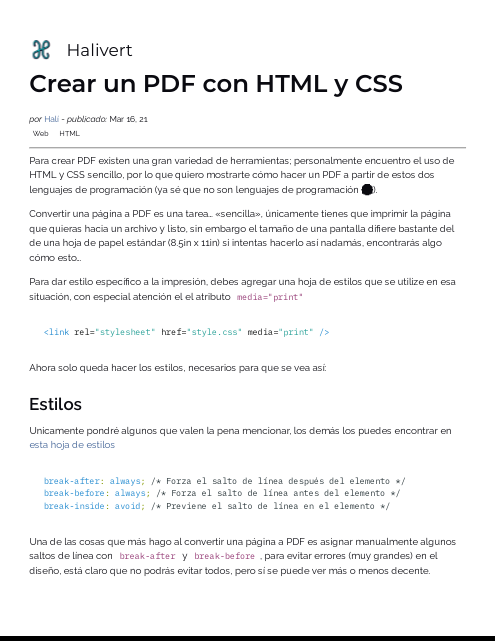 Halivert
Crear un PDF con HTML y CSS
por Hali - publicado: Mar 16, 21
Web HTML
Para crear PDF existen una gran variedad de herramientas; personalmente encuentro el uso de
HTML y CSS sencillo, por lo que quiero mostrarte cómo hacer un PDF a partir de estos dos
lenguajes de programación (ya sé que no son lenguajes de programación ).
Convertir una página a PDF es una tarea… «sencilla», únicamente tienes que imprimir la página
que quieras hacia un archivo y listo, sin embargo el tamaño de una pantalla difiere bastante del
de una hoja de papel estándar (8.5in x 11in) si intentas hacerlo así nadamás, encontrarás algo
cómo esto…
Para dar estilo específico a la impresión, debes agregar una hoja de estilos que se utilize en esa
situación, con especial atención el el atributo media="print"
<link rel="stylesheet" href="style.css" media="print" />
Ahora solo queda hacer los estilos, necesarios para que se vea así:
Estilos
Unicamente pondré algunos que valen la pena mencionar, los demás los puedes encontrar en
esta hoja de estilos
break-after: always; /* Forza el salto de línea después del elemento */
break-before: always; /* Forza el salto de línea antes del elemento */
break-inside: avoid; /* Previene el salto de línea en el elemento */
Una de las cosas que más hago al convertir una página a PDF es asignar manualmente algunos
saltos de línea con break-after y break-before , para evitar errores (muy grandes) en el
diseño, está claro que no podrás evitar todos, pero sí se puede ver más o menos decente.